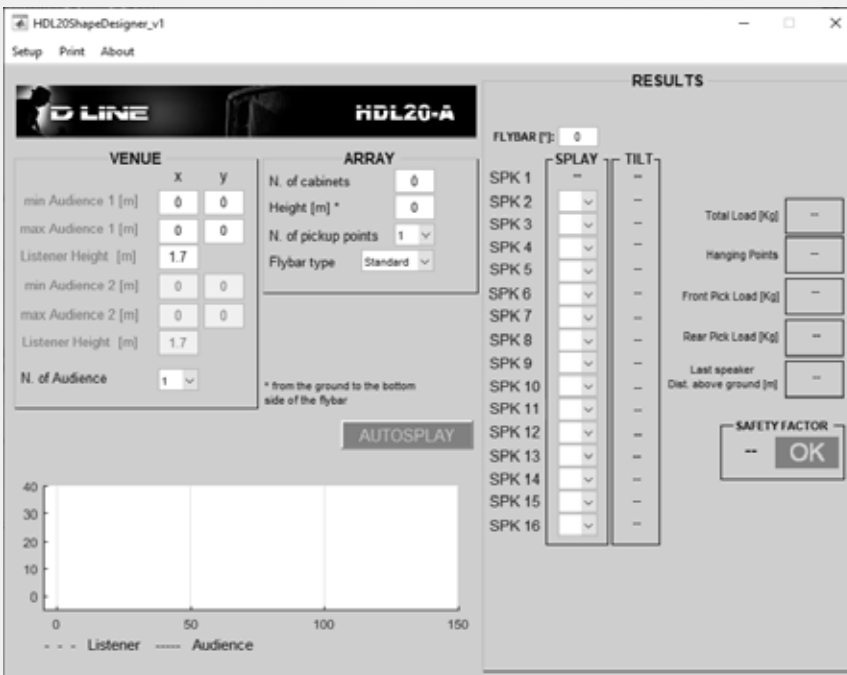 HDL20ShapeDesigner_v1
Setup Print About
D LINE HDL20-A
VENUE
x y
min Audience 1 [m] 0 0
max Audience 1 [m] 0 0
Listener Height [m] 1.7
min Audience 2 [m] 0 0
max Audience 2 [m] 0 0
Listener Height [m] 1.7
N. of Audience 1
ARRAY
N. of cabinets 0
Height [m] * 0
N. of pickup points 1
Flybar type Standard
* from the ground to the bottom
side of the flybar
AUTOSPLAY
40
30
20
10
0
0 50 100 150
- - - Listener ----- Audience
RESULTS
FLYBAR [°]: 0
SPLAY TILT
SPK 1 -- --
SPK 2 --
SPK 3 --
SPK 4 --
SPK 5 --
SPK 6 --
SPK 7 --
SPK 8 --
SPK 9 --
SPK 10 --
SPK 11 --
SPK 12 --
SPK 13 --
SPK 14 --
SPK 15 --
SPK 16 --
Total Load [Kg] --
Hanging Points --
Front Pick Load [Kg] --
Rear Pick Load [Kg] --
Last speaker
Dist. above ground [m] --
SAFETY FACTOR
-- OK